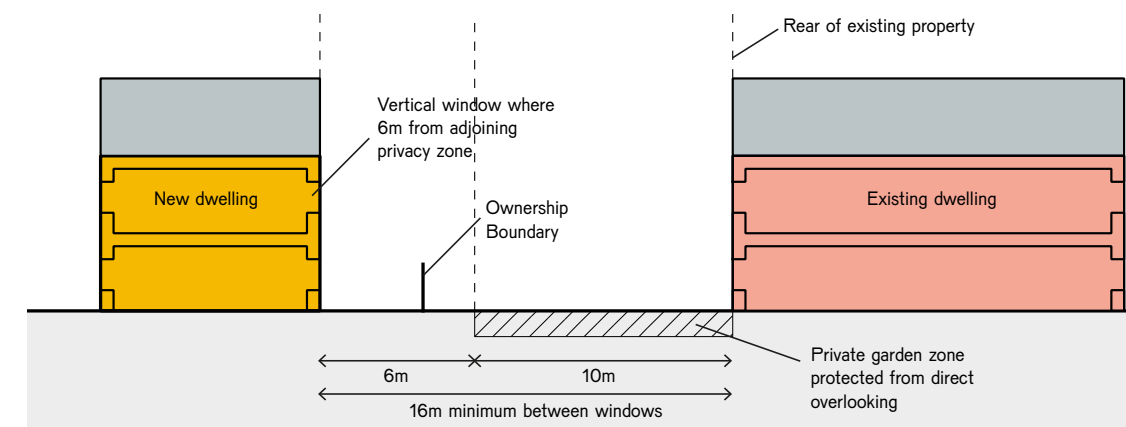 Rear of existing property
Vertical window where
6m from adjoining
privacy zone
New dwelling
Existing dwelling
Ownership
Boundary
6m
10m
16m minimum between windows
Private garden zone
protected from direct
overlooking